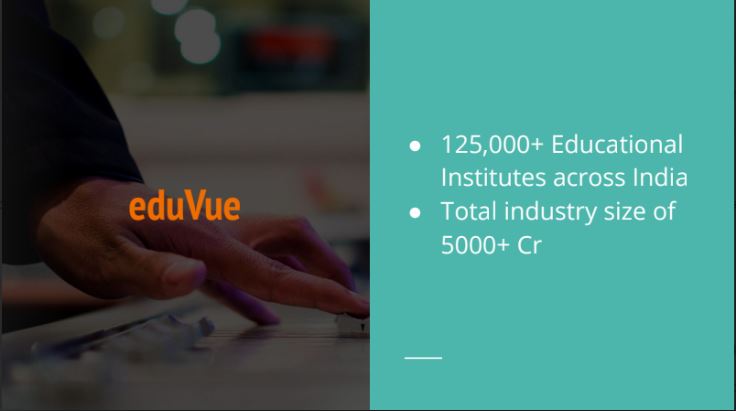 eduVue
● 125,000+ Educational
Institutes across India
● Total industry size of
5000+ Cr